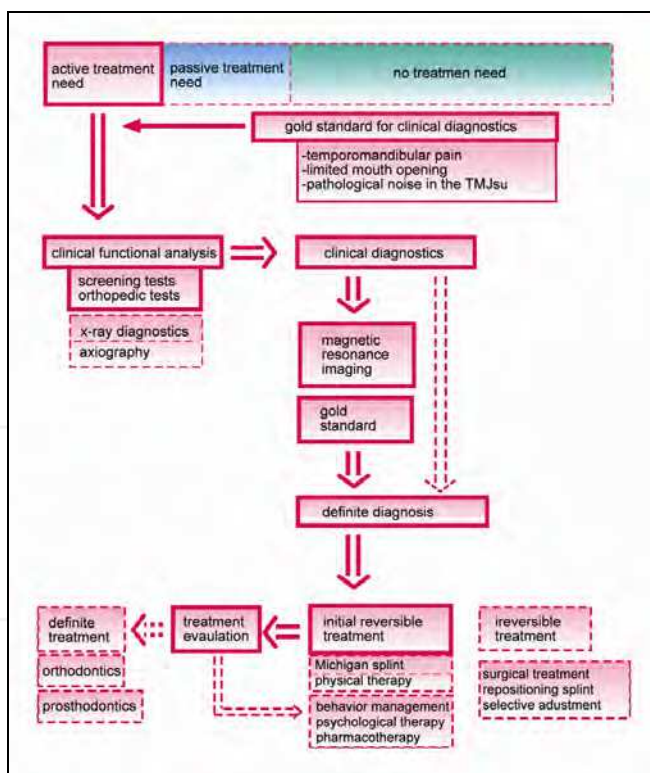 active treatment
need
passive treatment
need
no treatmen need
gold standard for clinical diagnostics
-temporomandibular pain
-limited mouth opening
-pathological noise in the TMJsu
clinical functional analysis
clinical diagnostics
screening tests
orthopedic tests
x-ray diagnostics
axiography
magnetic
resonance
imaging
gold
standard
definite diagnosis
definite
treatment
treatment
evaulation
initial reversible
treatment
ireversible
treatment
orthodontics
prosthodontics
Michigan splint
physical therapy
behavior management
psychological therapy
pharmacotherapy
surgical treatment
repositioning splint
selective adustment